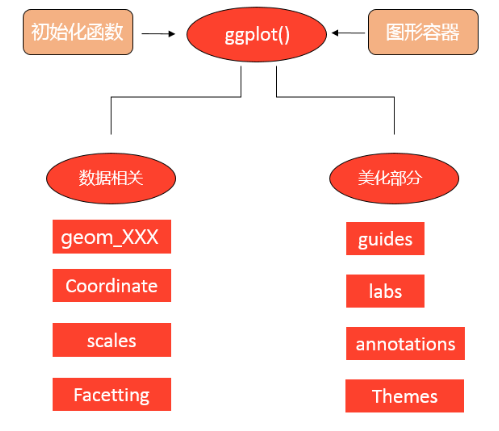 初始化函数
ggplot()
图形容器
数据相关
美化部分
geom_XXX
guides
Coordinate
labs
scales
annotations
Facetting
Themes